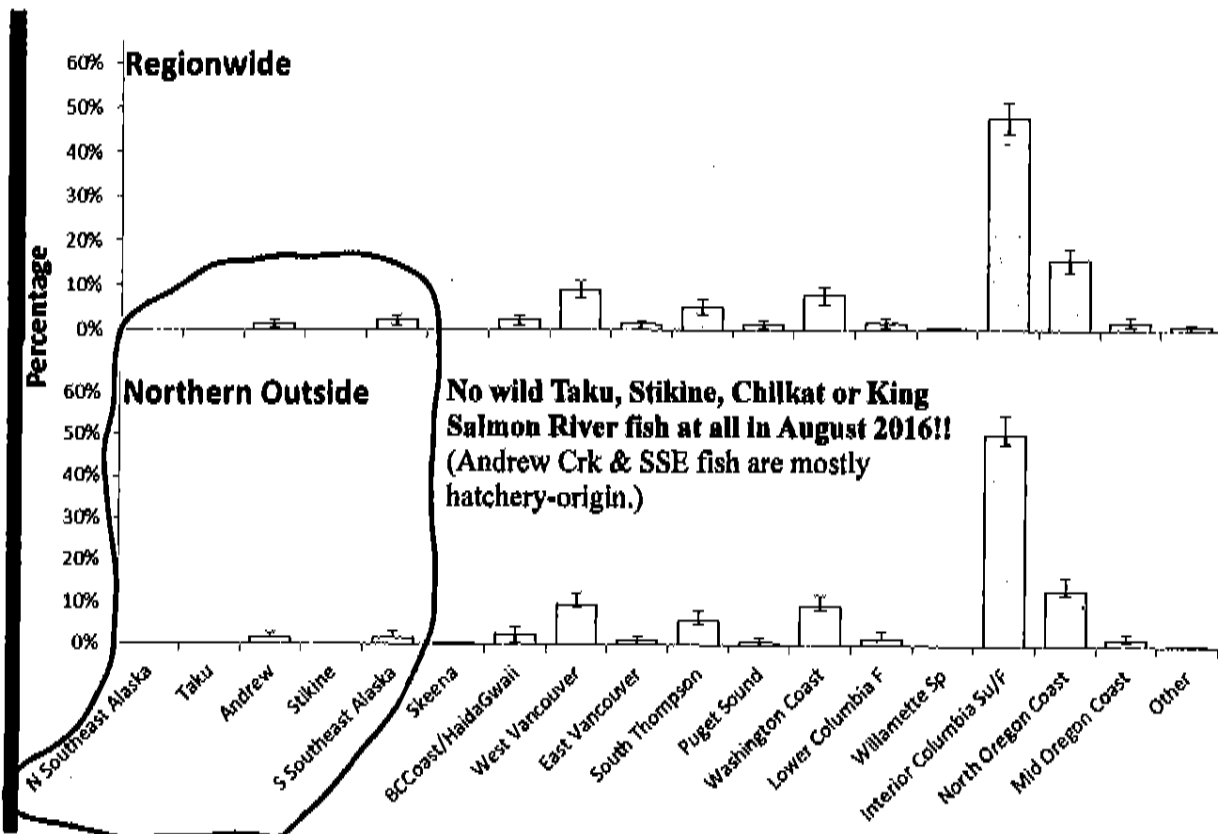 Percentage
Regionwide
60%
50%
40%
30%
20%
10%
0%
Northern Outside
60%
50%
40%
30%
20%
10%
0%
No wild Taku, Stikine, Chilkat or King
Salmon River fish at all in August 2016!!
(Andrew Crk & SSE fish are mostly
hatchery-origin.)
N Southeast Alaska
Taku
Andrew
Stikine
S Southeast Alaska
Skeena
BCCoast/HaidaGwaii
West Vancouver
East Vancouver
South Thompson
Puget Sound
Washington Coast
Lower Columbia F
Willamette Sp
Interior Columbia Su/F
North Oregon Coast
Mid Oregon Coast
Other